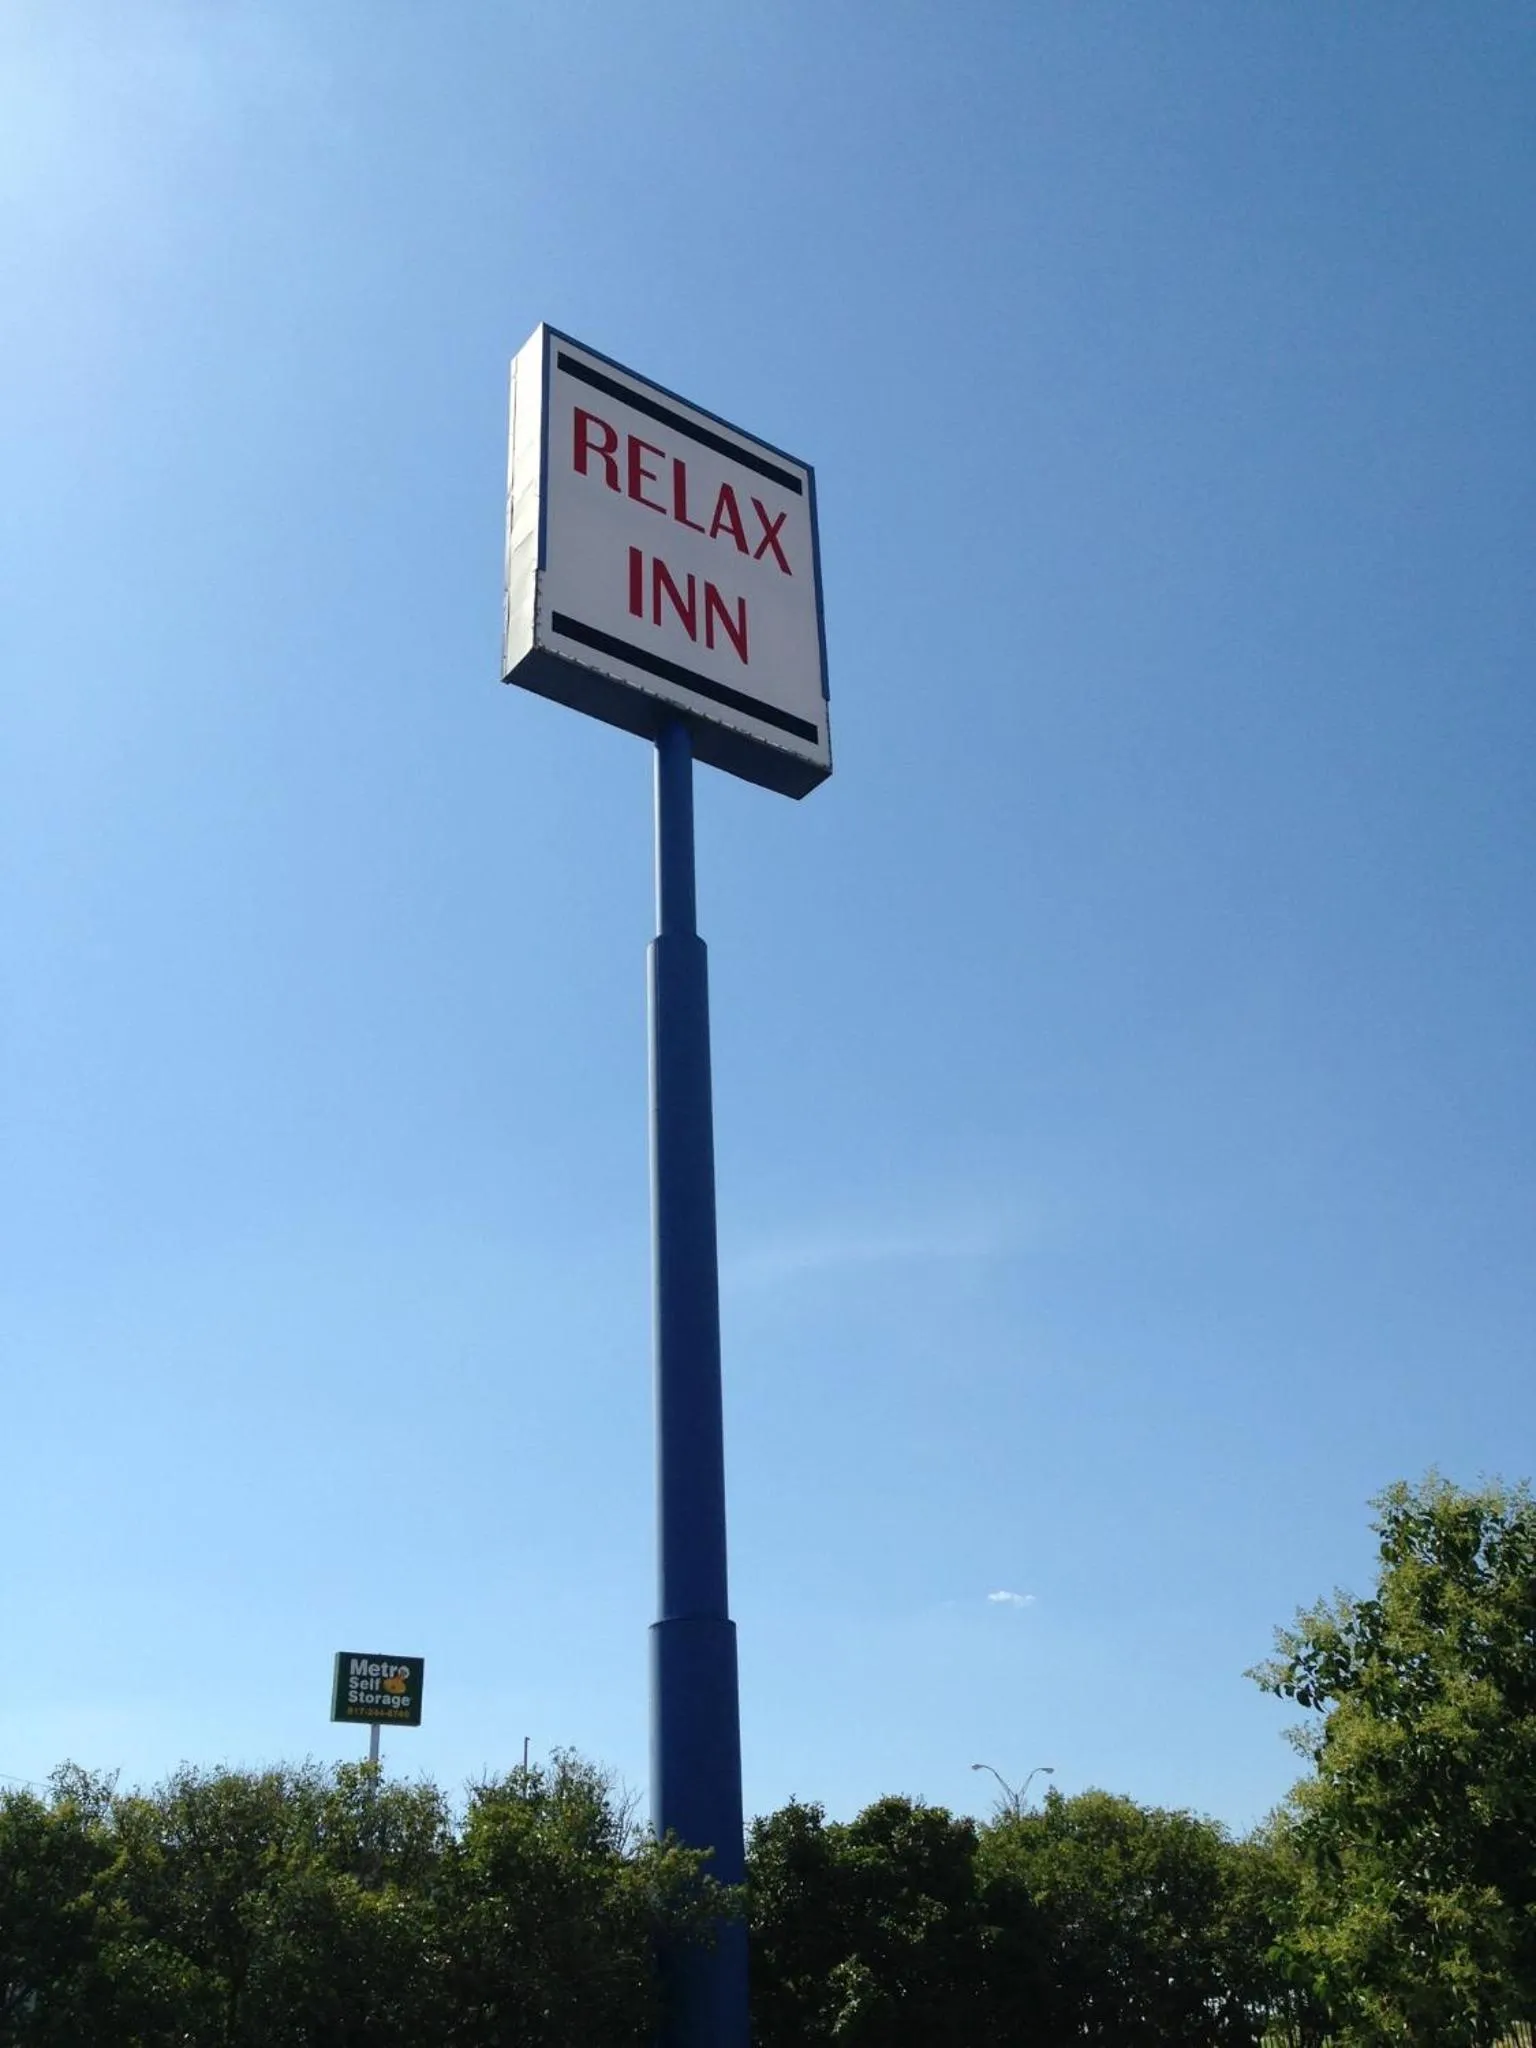 RELAX
INN
Metro
Self
Storage